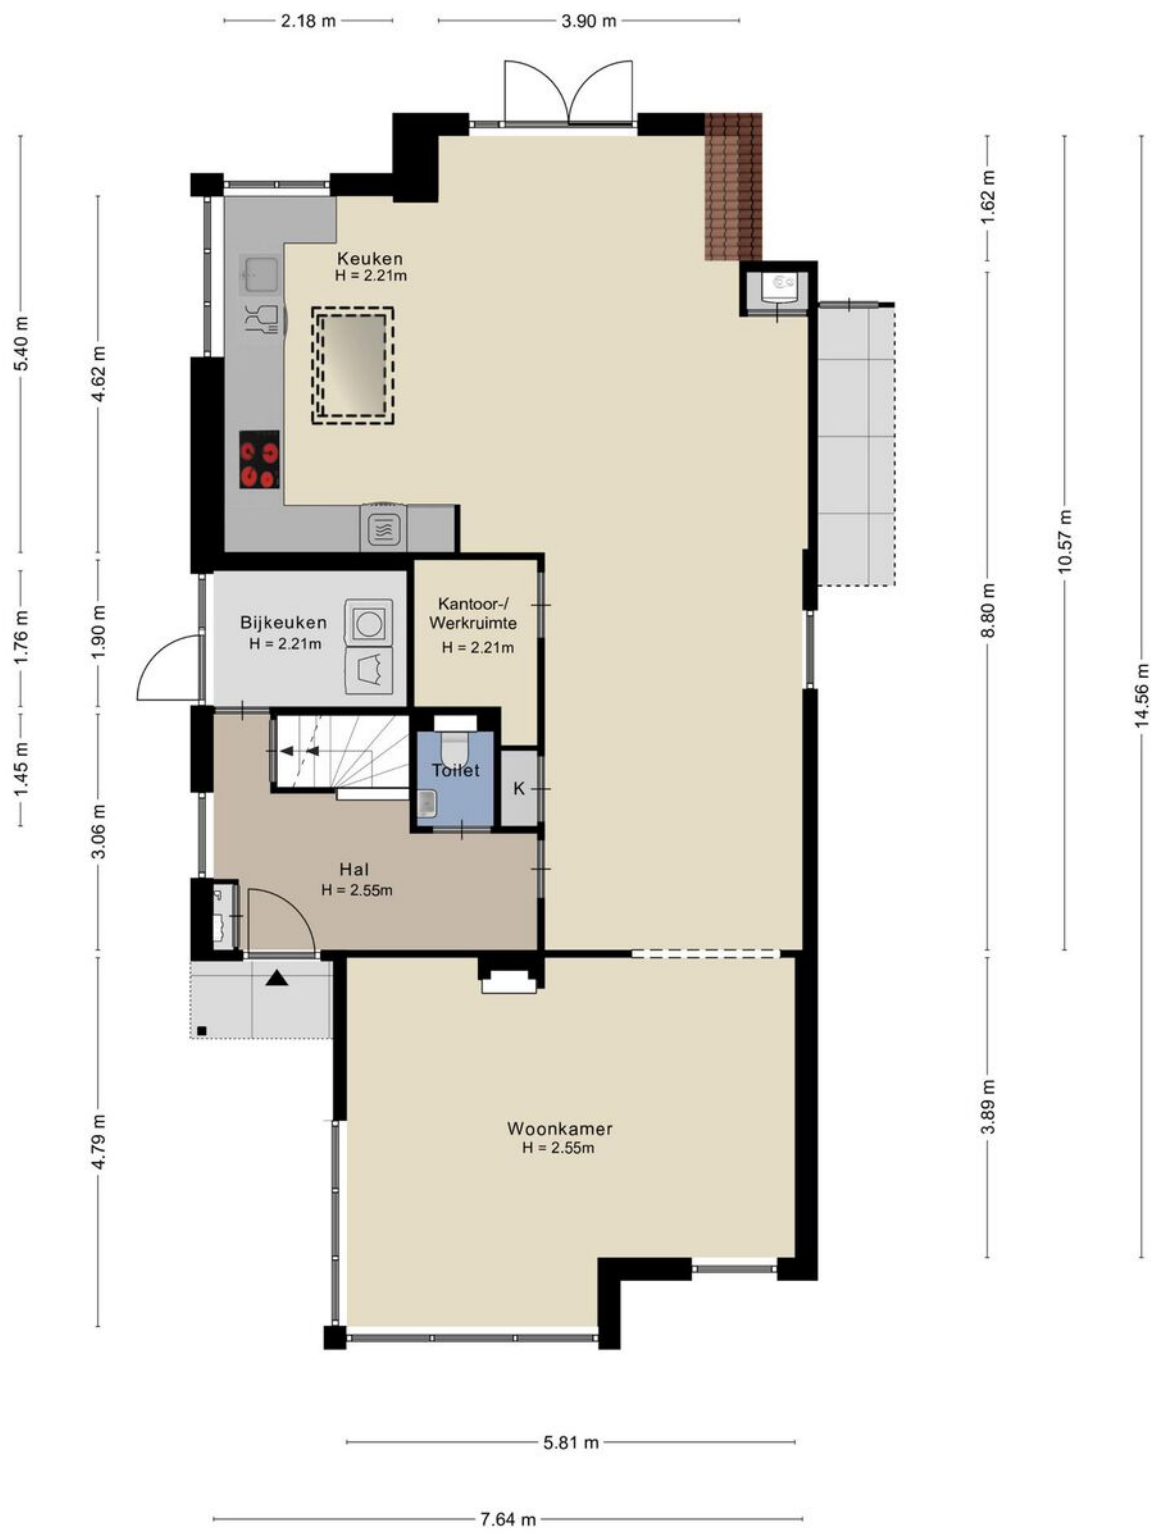 2.18 m
3.90 m
Keuken
H = 2.21m
1.62 m
5.40 m
4.62 m
10.57 m
8.80 m
14.56 m
Kantoor-/
Werkruimte
H = 2.21m
Bijkeuken
H = 2.21m
1.76 m
1.90 m
1.45 m
3.06 m
Toilet
K
Hal
H = 2.55m
4.79 m
3.89 m
Woonkamer
H = 2.55m
5.81 m
7.64 m